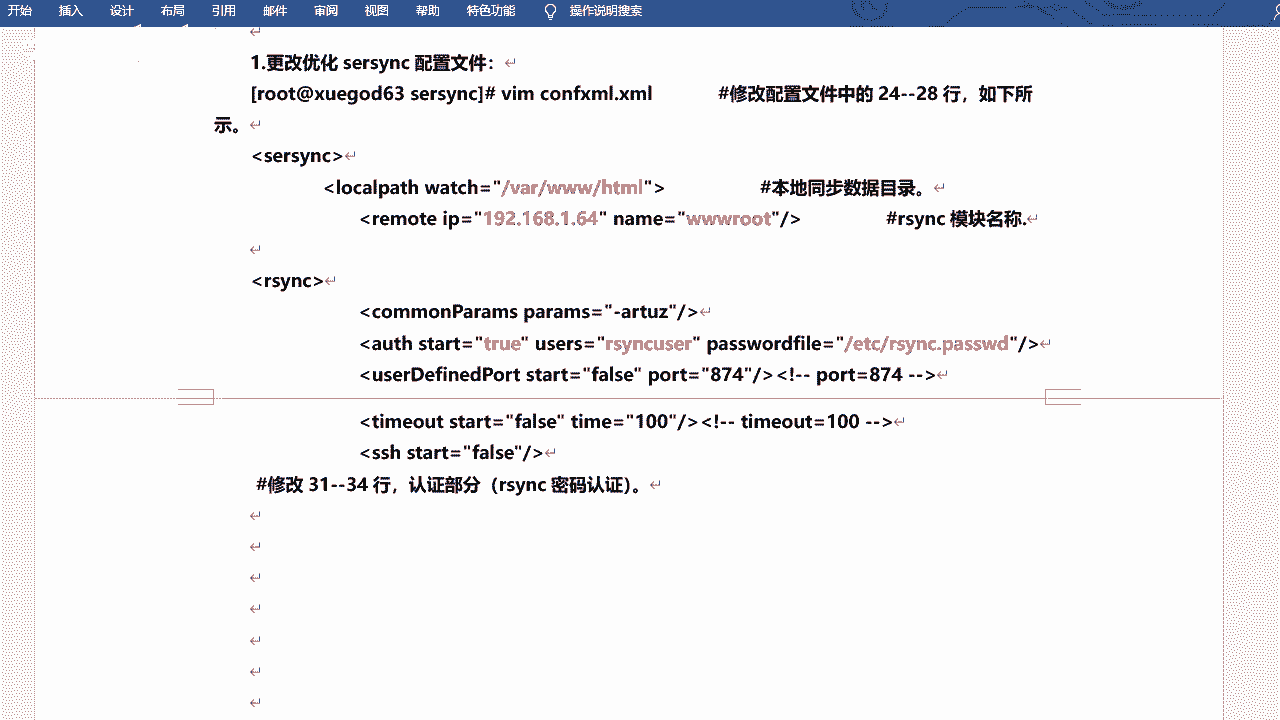 开始 插入 设计 布局 引用 邮件 审阅 视图 帮助 特色功能 操作说明搜索
1.更改优化 sersync 配置文件：
[root@xuegod63 sersync]# vim confxml.xml #修改配置文件中的 24--28 行，如下所
示。
<sersync>
<localpath watch="/var/www/html"> #本地同步数据目录。
<remote ip="192.168.1.64" name="wwwroot"/> #rsync 模块名称.
<rsync>
<commonParams params="-artuz"/>
<auth start="true" users="rsyncuser" passwordfile="/etc/rsync.passwd"/>
<userDefinedPort start="false" port="874"/><!-- port=874 -->
<timeout start="false" time="100"/><!-- timeout=100 -->
<ssh start="false"/>
#修改 31--34 行，认证部分（rsync 密码认证）。